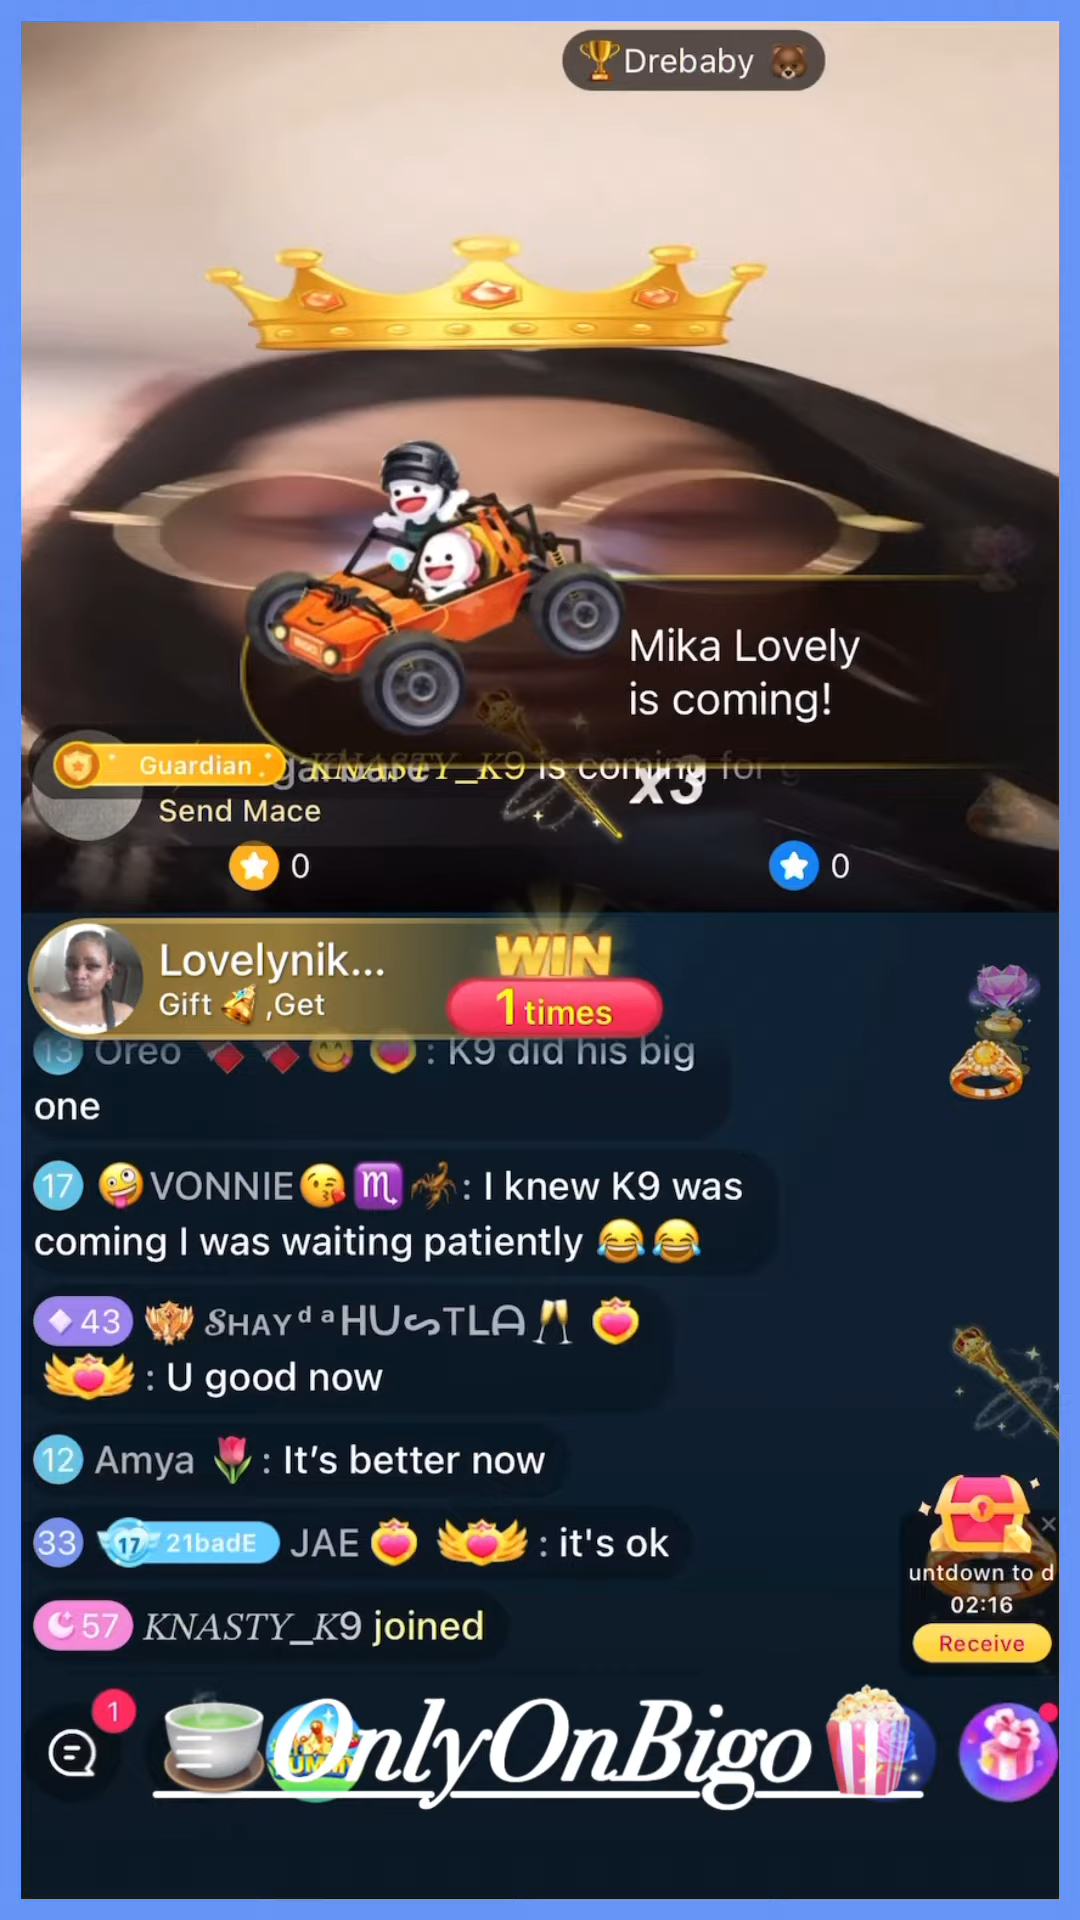 Drebaby
Mika Lovely
is coming!
Guardian
KNASTY_K9 is coming for
Send Mace
x3
0
0
Lovelynik...
Gift ,Get
WIN
1 times
13 Oreo : K9 did his big
one
17 🤪VONNIE😘♏🦂: I knew K9 was
coming I was waiting patiently 😂😂
43 SHAYᵈᵃHUSTLA🥂
: U good now
12 Amya 🌷: It’s better now
33 17 21badE JAE : it's ok
57 KNASTY_K9 joined
untdown to d
02:16
Receive
1
OnlyOnBigo